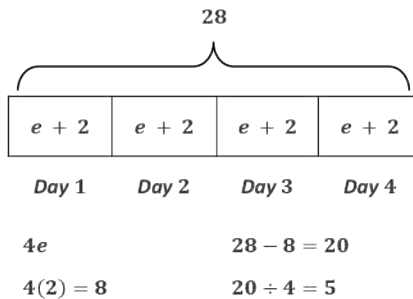 28
e + 2 e + 2 e + 2 e + 2
Day 1 Day 2 Day 3 Day 4
4e 28 − 8 = 20
4(2) = 8 20 ÷ 4 = 5